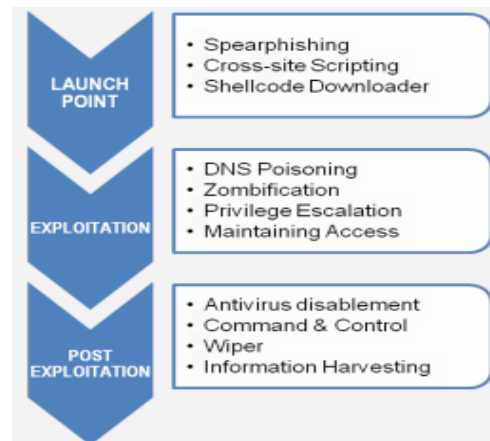 LAUNCH
POINT
• Spearphishing
• Cross-site Scripting
• Shellcode Downloader
EXPLOITATION
• DNS Poisoning
• Zombification
• Privilege Escalation
• Maintaining Access
POST
EXPLOITATION
• Antivirus disablement
• Command & Control
• Wiper
• Information Harvesting